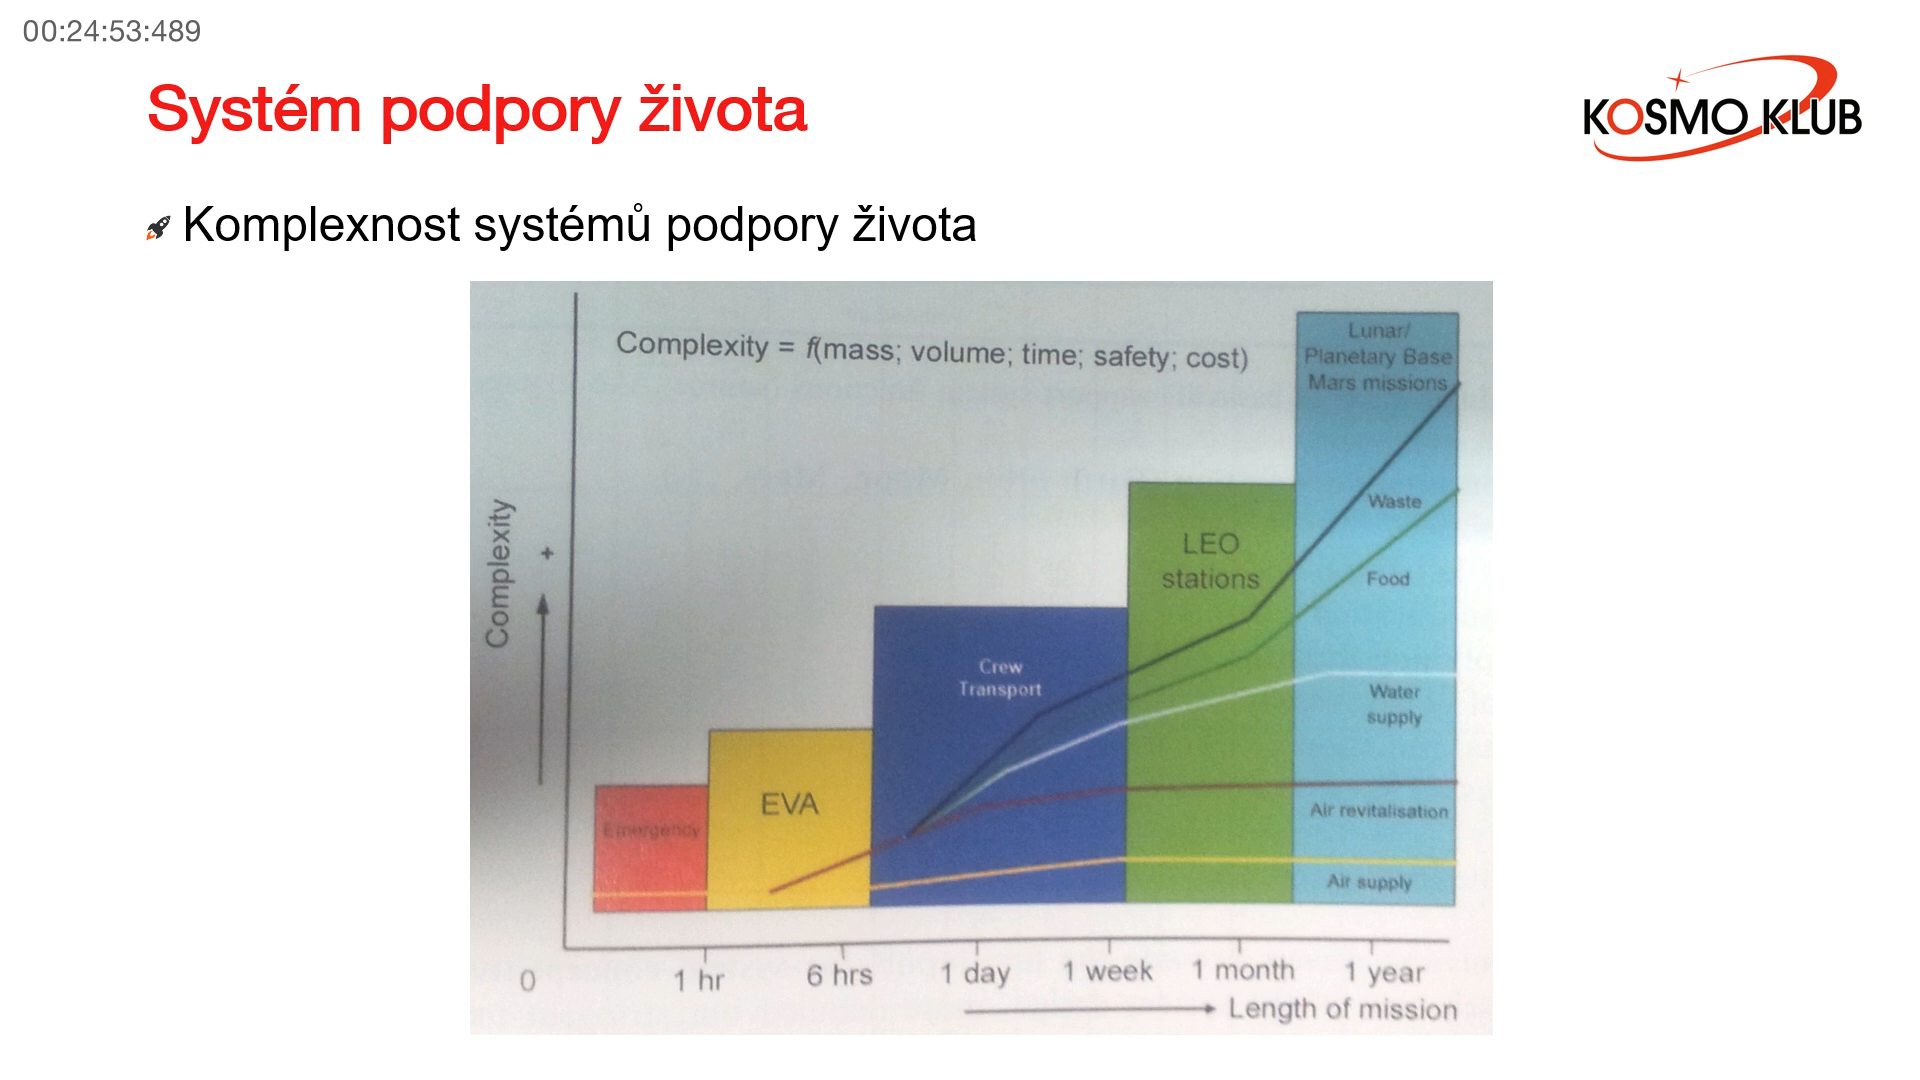 00:24:53:489
Systém podpory života
KOSMO KLUB
Komplexnost systémů podpory života
Complexity = f(mass; volume; time; safety; cost)
Lunar/
Planetary Base
Mars missions
Waste
LEO
stations
Food
Complexity
+
Crew
Transport
Water
supply
EVA
Emergency
Air revitalisation
Air supply
0
1 hr
6 hrs
1 day
1 week
1 month
1 year
Length of mission